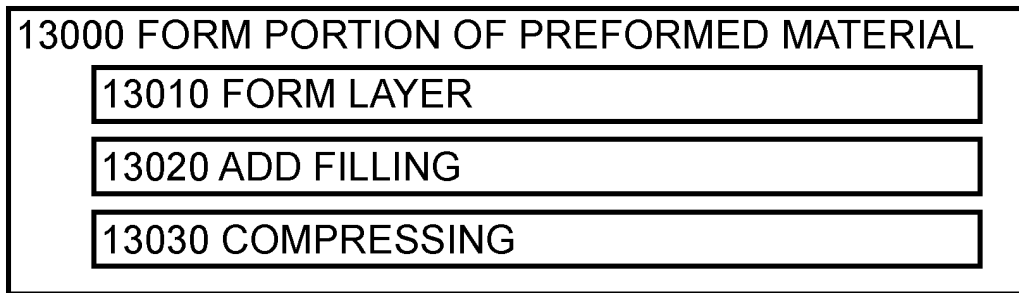 13000 FORM PORTION OF PREFORMED MATERIAL
13010 FORM LAYER
13020 ADD FILLING
13030 COMPRESSING